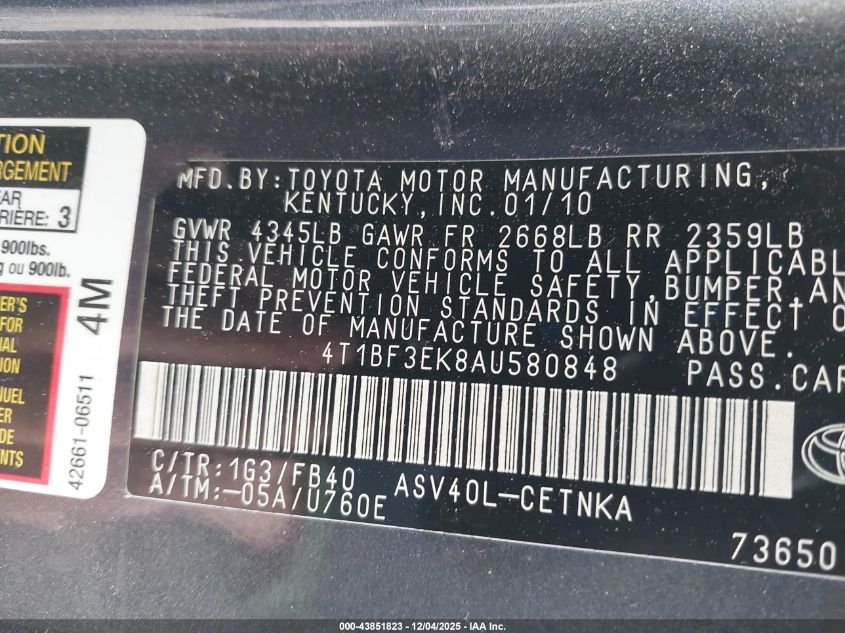 TION
RGEMENT
AR
RIÈRE: 3
900lbs.
g ou 900lb.
ER'S
FOR
AL
ION
NUEL
ER
DE
NTS
42661-06511
4M
MFD.BY:TOYOTA MOTOR MANUFACTURING,
KENTUCKY,INC.01/10
GVWR 4345LB GAWR FR 2668LB RR 2359LB
THIS VEHICLE CONFORMS TO ALL APPLICABL
FEDERAL MOTOR VEHICLE SAFETY,BUMPER,AN
THEFT PREVENTION STANDARDS IN EFFECT O
THE DATE OF MANUFACTURE SHOWN ABOVE.
4T1BF3EK8AU580848 PASS.CAR
C/TR:1G3/FB40 ASV40L-CETNKA
A/TM:-05A/U760E
73650
000-43851823 - 12/04/2025 - IAA Inc.